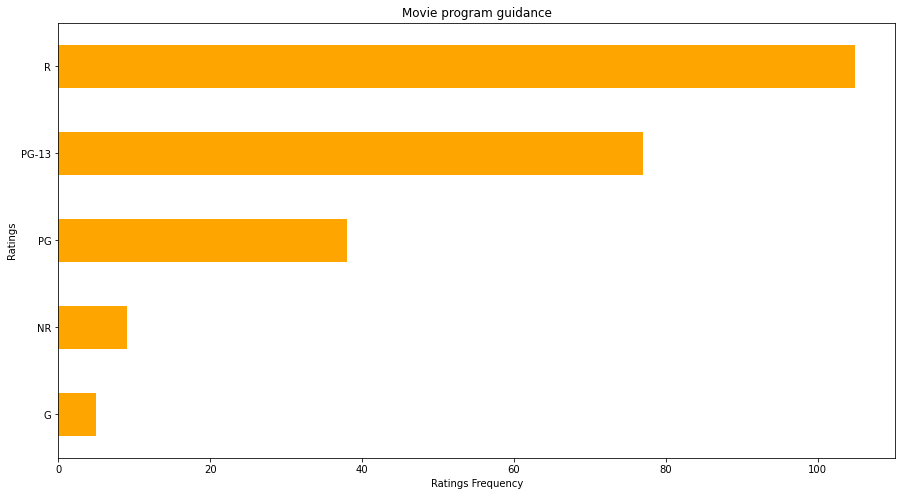 Movie program guidance
R
PG-13
PG
NR
G
Ratings
0 20 40 60 80 100
Ratings Frequency